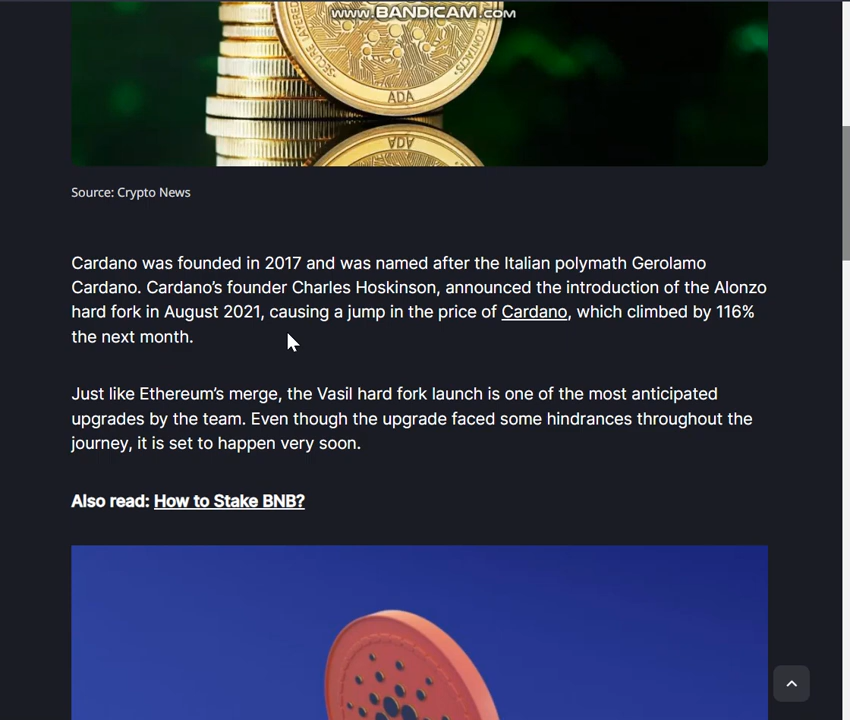 www.BANDICAM.com
SECURE LAYERED
CONTACTS
ADA
ADA
Source: Crypto News
Cardano was founded in 2017 and was named after the Italian polymath Gerolamo
Cardano. Cardano’s founder Charles Hoskinson, announced the introduction of the Alonzo
hard fork in August 2021, causing a jump in the price of Cardano, which climbed by 116%
the next month.
Just like Ethereum’s merge, the Vasil hard fork launch is one of the most anticipated
upgrades by the team. Even though the upgrade faced some hindrances throughout the
journey, it is set to happen very soon.
Also read: How to Stake BNB?